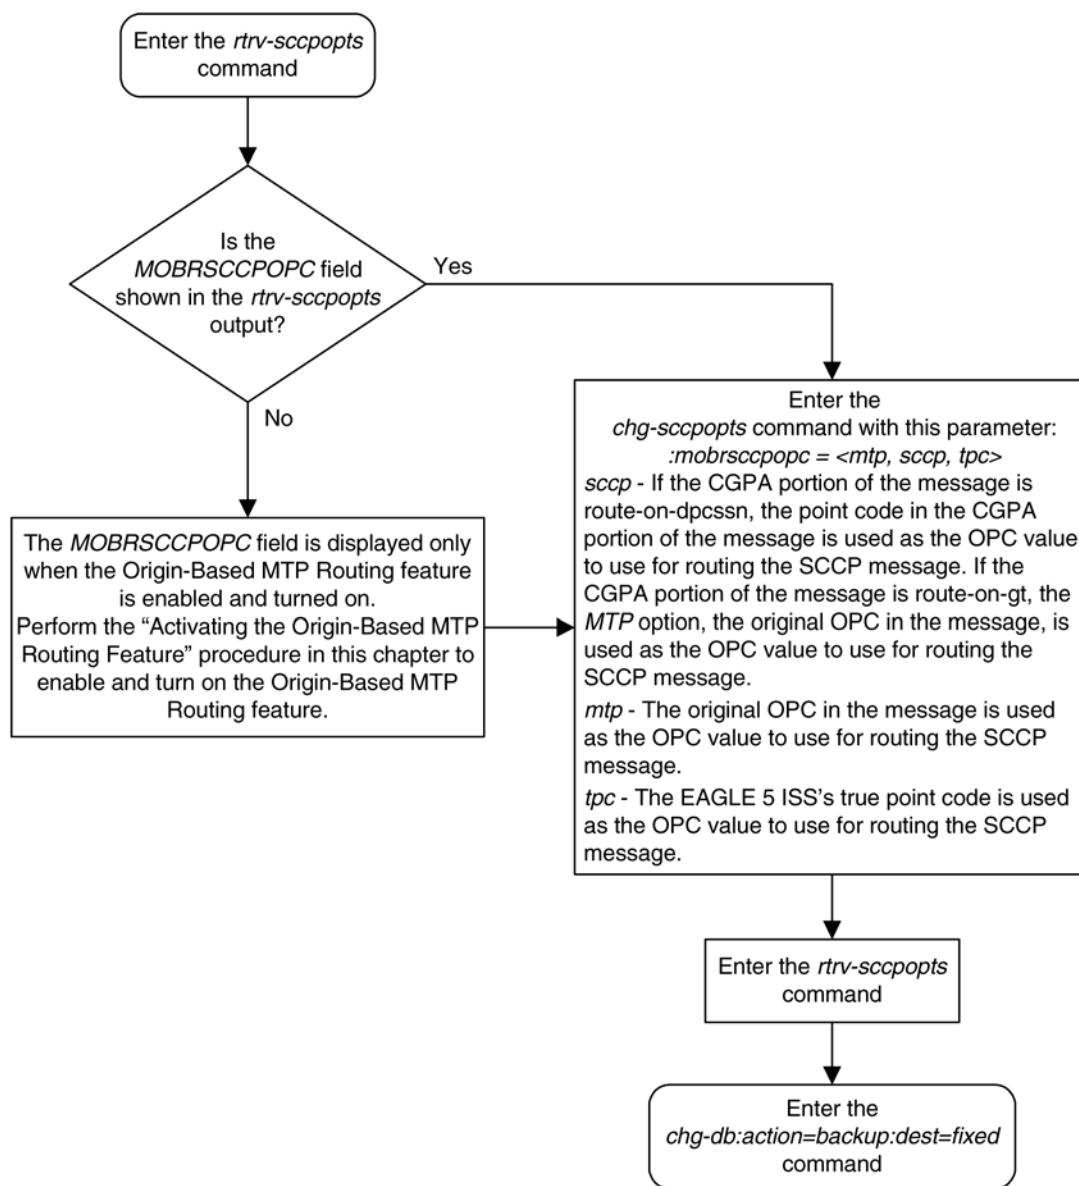 Enter the rtrv-sccpopts
command
Is the
MOBRSCCPOPC field
shown in the rtrv-sccpopts
output?
Yes
No
The MOBRSCCPOPC field is displayed only
when the Origin-Based MTP Routing feature
is enabled and turned on.
Perform the “Activating the Origin-Based MTP
Routing Feature” procedure in this chapter to
enable and turn on the Origin-Based MTP
Routing feature.
Enter the
chg-sccpopts command with this parameter:
:mobrsccpopc = <mtp, sccp, tpc>
sccp - If the CGPA portion of the message is
route-on-dpcssn, the point code in the CGPA
portion of the message is used as the OPC value
to use for routing the SCCP message. If the
CGPA portion of the message is route-on-gt, the
MTP option, the original OPC in the message, is
used as the OPC value to use for routing the
SCCP message.
mtp - The original OPC in the message is used
as the OPC value to use for routing the SCCP
message.
tpc - The EAGLE 5 ISS's true point code is used
as the OPC value to use for routing the SCCP
message.
Enter the rtrv-sccpopts
command
Enter the
chg-db:action=backup:dest=fixed
command